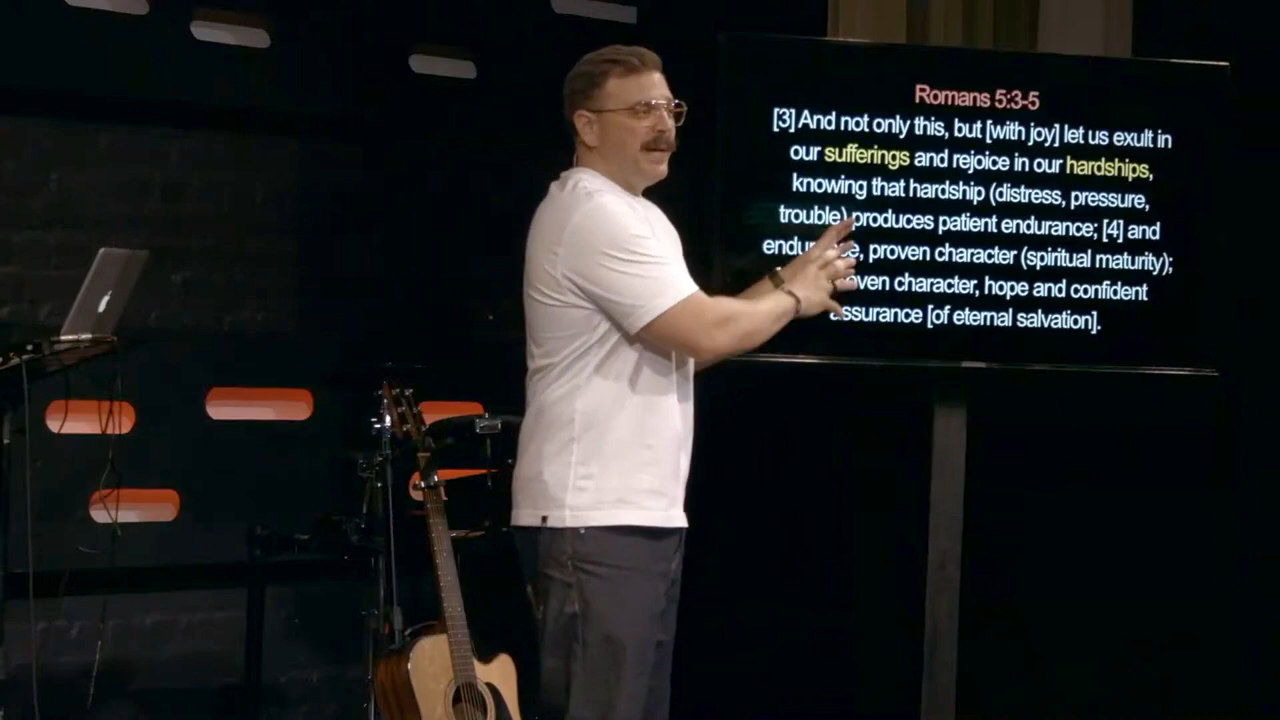 Romans 5:3-5
[3] And not only this, but [with joy] let us exult in
our sufferings and rejoice in our hardships,
knowing that hardship (distress, pressure,
trouble) produces patient endurance; [4] and
proven character (spiritual maturity);
character, hope and confident
assurance [of eternal salvation].